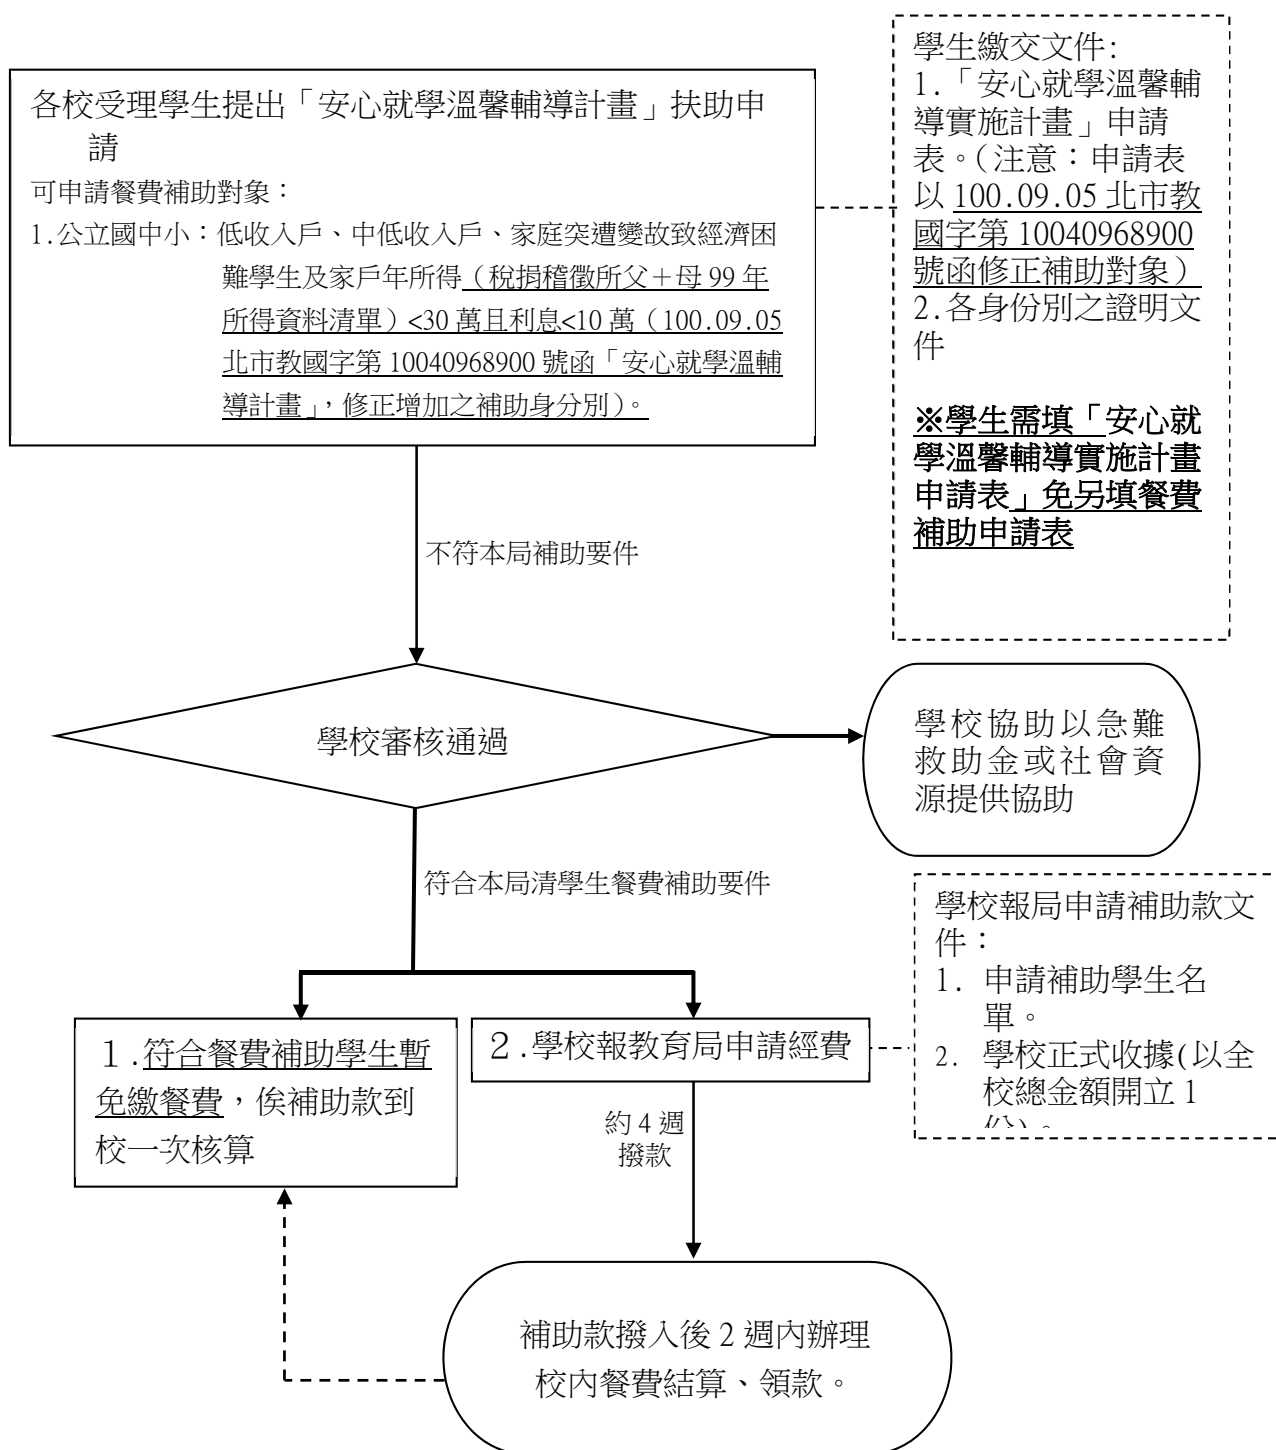 各校受理學生提出「安心就學溫馨輔導計畫」扶助申
請
可申請餐費補助對象：
1.公立國中小：低收入戶、中低收入戶、家庭突遭變故致經濟困
難學生及家戶年所得（稅捐稽徵所父＋母 99 年
所得資料清單）<30 萬且利息<10 萬（100.09.05
北市教國字第 10040968900 號函「安心就學溫輔
導計畫」，修正增加之補助身分別）。
學生繳交文件:
1.「安心就學溫馨輔
導實施計畫」申請
表。(注意：申請表
以 100.09.05 北市教
國字第 10040968900
號函修正補助對象）
2.各身份別之證明文
件
※學生需填「安心就
學溫馨輔導實施計畫
申請表」免另填餐費
補助申請表
不符本局補助要件
學校審核通過
學校協助以急難
救助金或社會資
源提供協助
符合本局清學生餐費補助要件
學校報局申請補助款文
件：
1. 申請補助學生名
單。
2. 學校正式收據(以全
校總金額開立 1
份)。
１.符合餐費補助學生暫
免繳餐費，俟補助款到
校一次核算
２.學校報教育局申請經費
約 4 週
撥款
補助款撥入後 2 週內辦理
校內餐費結算、領款。